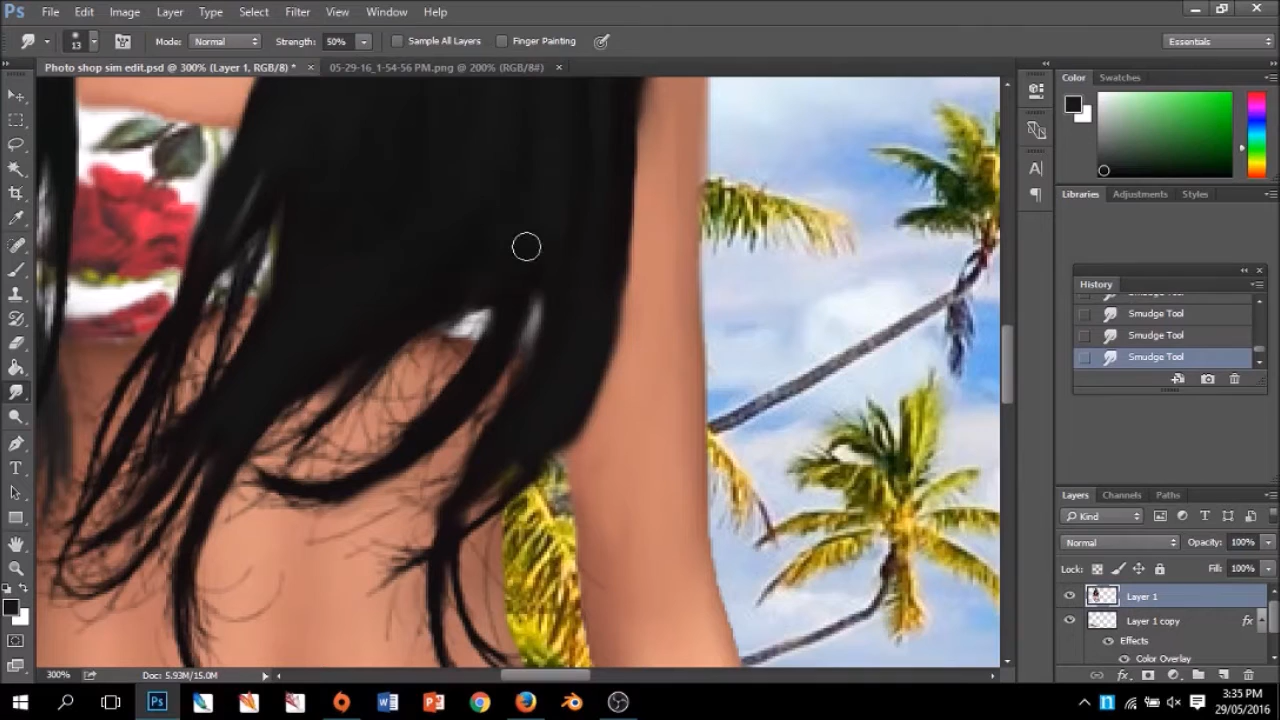 Ps File Edit Image Layer Type Select Filter View Window Help
13 Mode: Normal Strength: 50% Sample All Layers Finger Painting Essentials
Photo shop sim edit.psd @ 300% (Layer 1, RGB/8) * × 05-29-16_1-54-56 PM.png @ 200% (RGB/8#) ×
Color Swatches
Libraries Adjustments Styles
History
Smudge Tool
Smudge Tool
Smudge Tool
Smudge Tool
Layers Channels Paths
Kind
Normal Opacity: 100%
Lock: Fill: 100%
Layer 1
Layer 1 copy fx
Effects
Color Overlay
300% Doc: 5.93M/15.0M
3:35 PM
29/05/2016